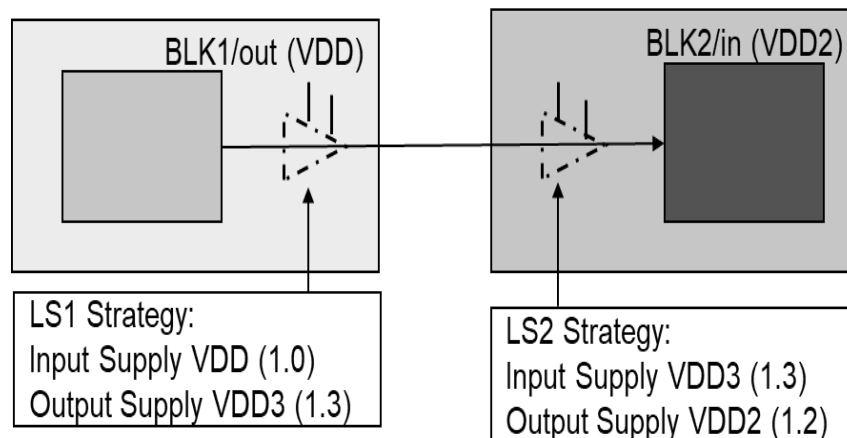 BLK1/out (VDD)
BLK2/in (VDD2)
LS1 Strategy:
Input Supply VDD (1.0)
Output Supply VDD3 (1.3)
LS2 Strategy:
Input Supply VDD3 (1.3)
Output Supply VDD2 (1.2)